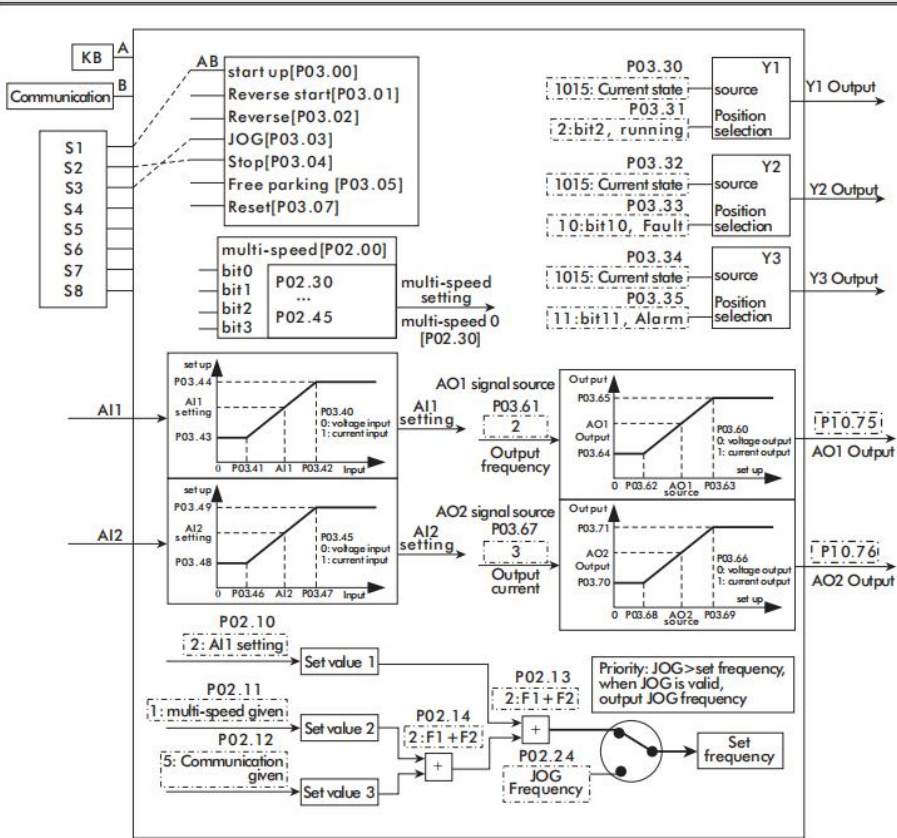 KB
A
Communication
B
S1
S2
S3
S4
S5
S6
S7
S8
AB
start up[P03.00]
Reverse start[P03.01]
Reverse[P03.02]
JOG[P03.03]
Stop[P03.04]
Free parking [P03.05]
Reset[P03.07]
multi-speed[P02.00]
bit0
bit1
bit2
bit3
P02.30
...
P02.45
multi-speed
setting
multi-speed 0
[P02.30]
P03.30
1015: Current state
P03.31
2:bit2, running
Y1
source
Position
selection
Y1 Output
P03.32
1015: Current state
P03.33
10:bit10, Fault
Y2
source
Position
selection
Y2 Output
P03.34
1015: Current state
P03.35
11:bit11, Alarm
Y3
source
Position
selection
Y3 Output
AI1
set up
P03.44
AI1
setting
P03.43
P03.40
0: voltage input
1: current input
0 P03.41 AI1 P03.42 Input
AI1
setting
AO1 signal source
P03.61
2
Output
frequency
Output
P03.65
AO1
Output
P03.64
P03.60
0: voltage output
1: current output
set up
0 P03.62 AO1 P03.63
source
P10.75
AO1 Output
AI2
set up
P03.49
AI2
setting
P03.48
P03.45
0: voltage input
1: current input
0 P03.46 AI2 P03.47 Input
AI2
setting
AO2 signal source
P03.67
3
Output
current
Output
P03.71
AO2
Output
P03.70
P03.66
0: voltage output
1: current output
set up
0 P03.68 AO2 P03.69
source
P10.76
AO2 Output
P02.10
2: AI1 setting
Set value 1
P02.11
1: multi-speed given
Set value 2
P02.12
5: Communication
given
Set value 3
P02.14
2:F1+F2
+
P02.13
2:F1+F2
+
P02.24
JOG
Frequency
Priority: JOG>set frequency,
when JOG is valid,
output JOG frequency
Set
frequency